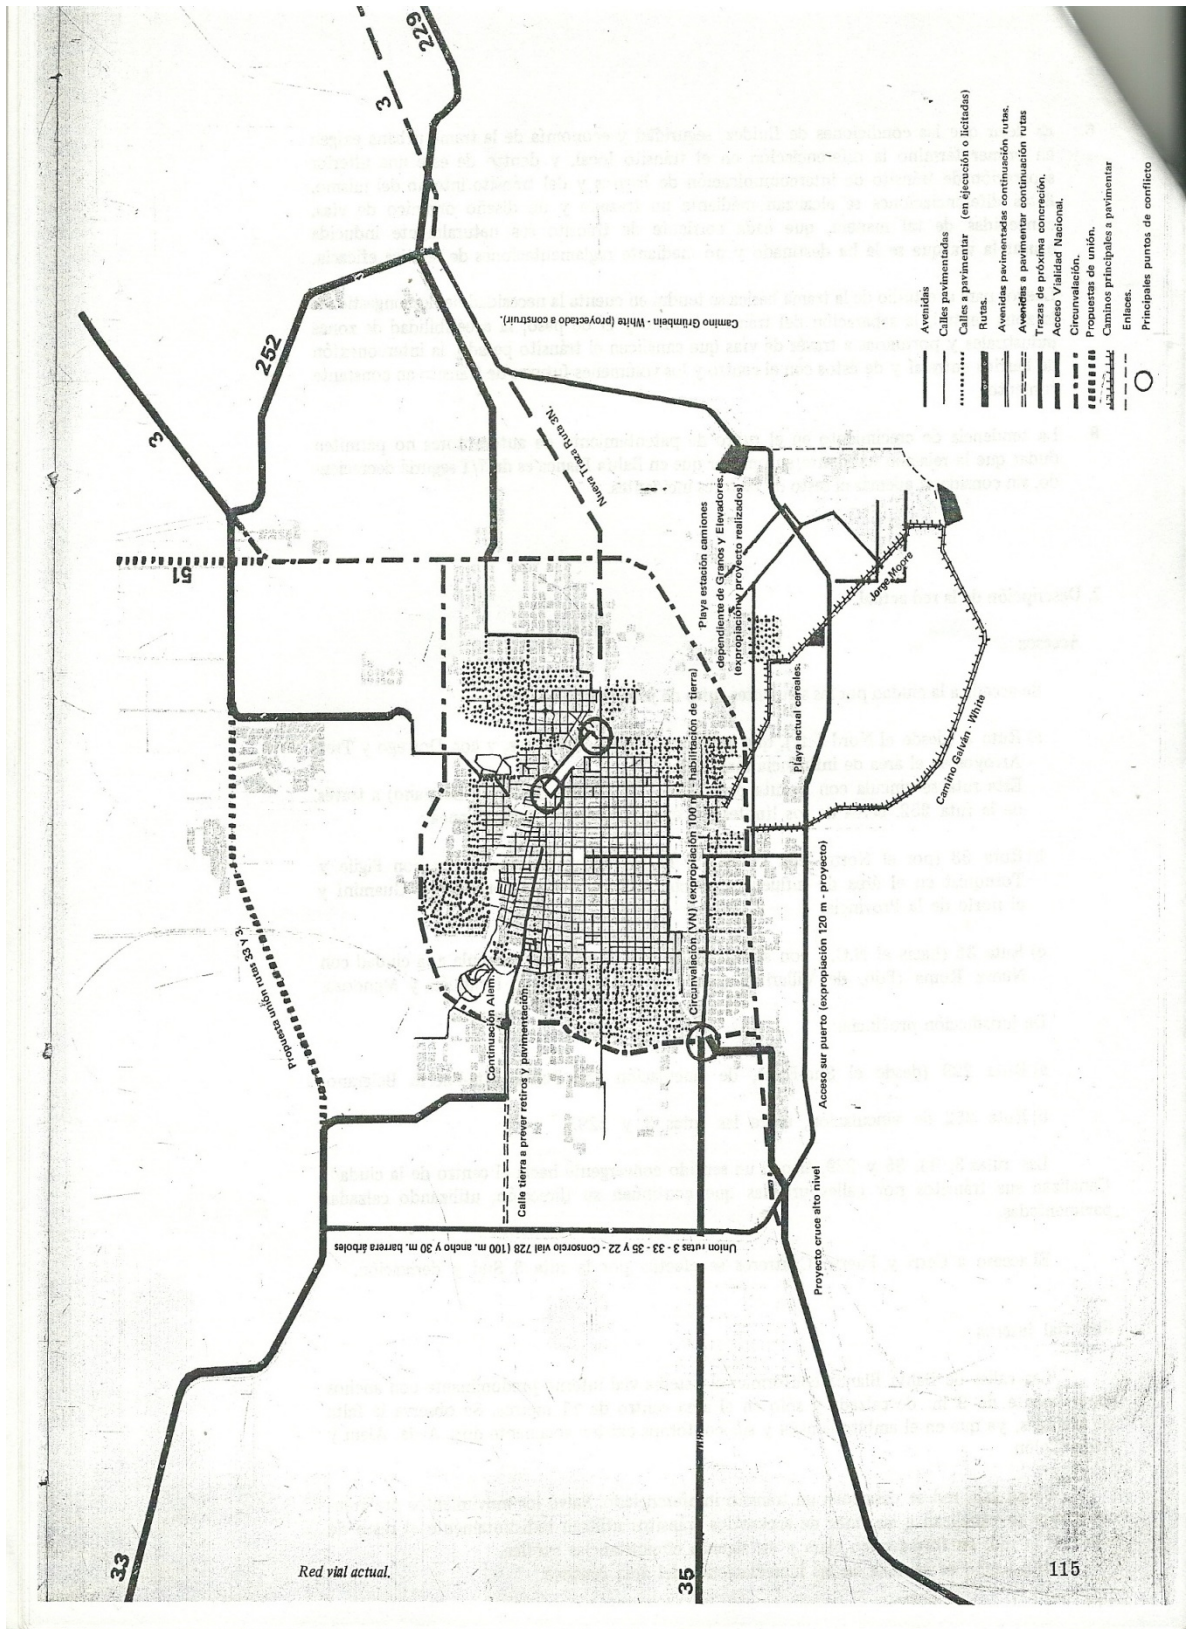 229
3
252
3
51
Camino Grümbein - White (proyectado a construir).
Nueva Traza Ruta 3N.
Playa estación camiones
dependiente de Granos y Elevadores.
(expropiación y proyecto realizados)
Avenidas
Calles pavimentadas
Calles a pavimentar (en ejecución o licitadas)
Rutas.
Avenidas pavimentadas continuación rutas.
Avenidas a pavimentar continuación rutas
Trazas de próxima concreción.
Acceso Vialidad Nacional.
Circunvalación.
Propuestas de unión.
Caminos principales a pavimentar
Enlaces.
Principales puntos de conflicto
Jorge Moore
Playa actual cereales.
Camino Galván - White
Circunvalación (VN) (expropiación 100 m - habilitación de tierra)
Propuesta unión rutas 33 y 3.
Continuación Alem
Calle tierra a prever retiros y pavimentación.
Acceso sur puerto (expropiación 120 m - proyecto)
Proyecto cruce alto nivel
Union rutas 3 - 33 - 35 y 22 - Consorcio vial 728 (100 m. ancho y 30 m. barrera árboles
33
35
Red vial actual.
115